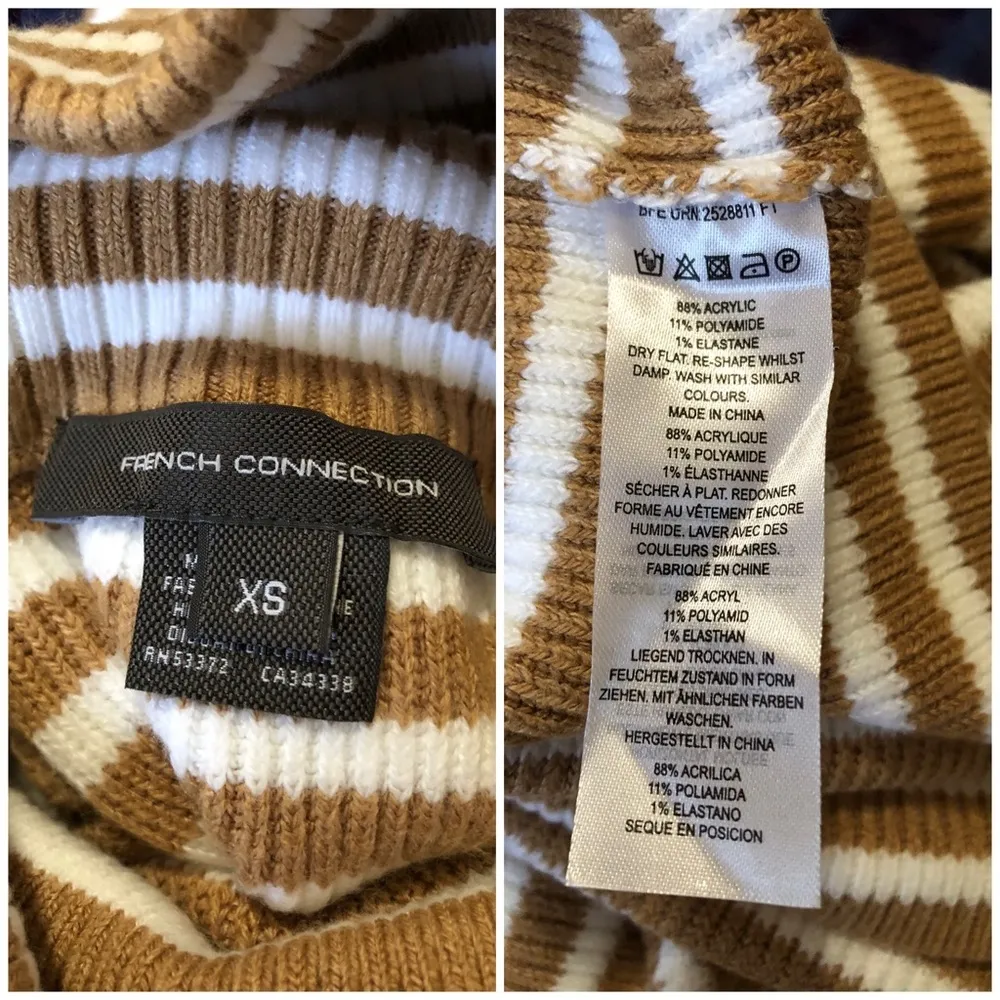 FRENCH CONNECTION
XS
RN53372 CA34338
2528811 FT
88% ACRYLIC
11% POLYAMIDE
1% ELASTANE
DRY FLAT. RE-SHAPE WHILST
DAMP. WASH WITH SIMILAR
COLOURS.
MADE IN CHINA
88% ACRYLIQUE
11% POLYAMIDE
1% ÉLASTHANNE
SÉCHER À PLAT. REDONNER
FORME AU VÊTEMENT ENCORE
HUMIDE. LAVER AVEC DES
COULEURS SIMILAIRES.
FABRIQUÉ EN CHINE
88% ACRYL
11% POLYAMID
1% ELASTHAN
LIEGEND TROCKNEN. IN
FEUCHTEM ZUSTAND IN FORM
ZIEHEN. MIT ÄHNLICHEN FARBEN
WASCHEN.
HERGESTELLT IN CHINA
88% ACRILICA
11% POLIAMIDA
1% ELASTANO
SEQUE EN POSICION